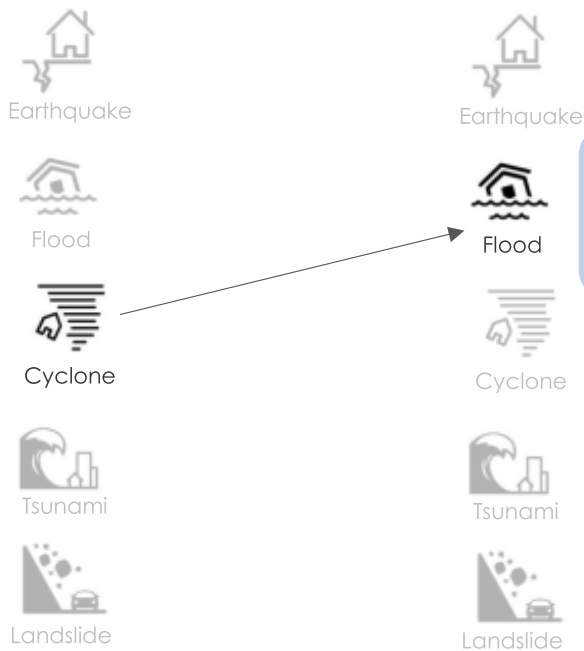 Earthquake
Flood
Cyclone
Tsunami
Landslide
Earthquake
Flood
Cyclone
Tsunami
Landslide